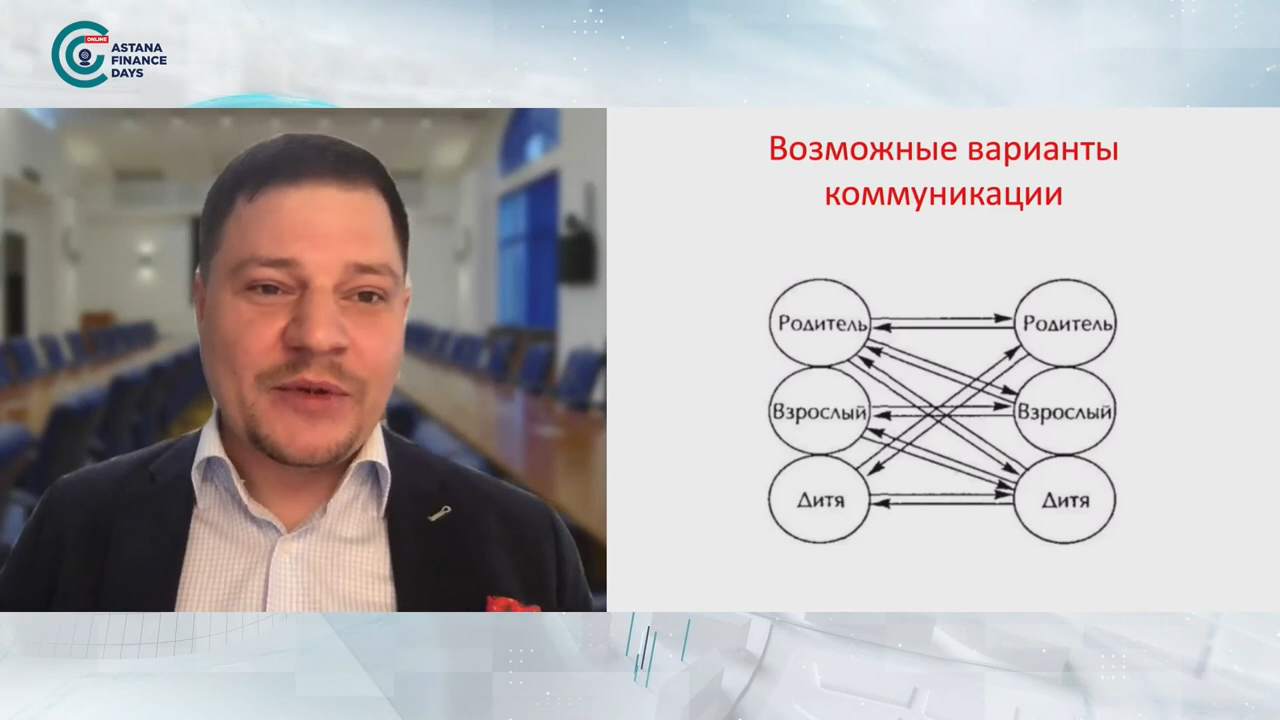 ONLINE
ASTANA
FINANCE
DAYS
Возможные варианты
коммуникации
Родитель
Родитель
Взрослый
Взрослый
Дитя
Дитя